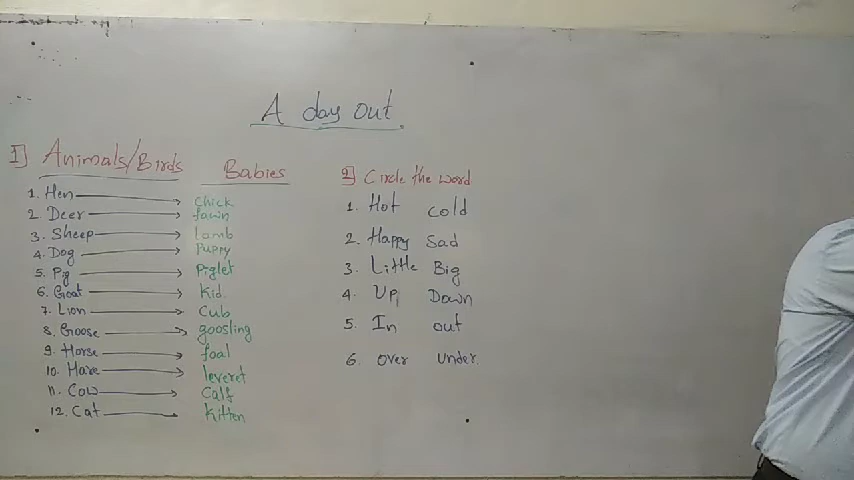 A day out.
1] Animals/Birds Babies
1. Hen chick
2. Deer fawn
3. Sheep lamb
4. Dog Puppy
5. Pig Piglet
6. Goat Kid.
7. Lion Cub
8. Goose goosling
9. Horse foal
10. Hare leveret
11. Cow Calf
12. Cat Kitten
2] Circle the word
1. Hot cold
2. Happy Sad
3. Little Big
4. Up Down
5. In out
6. over under.